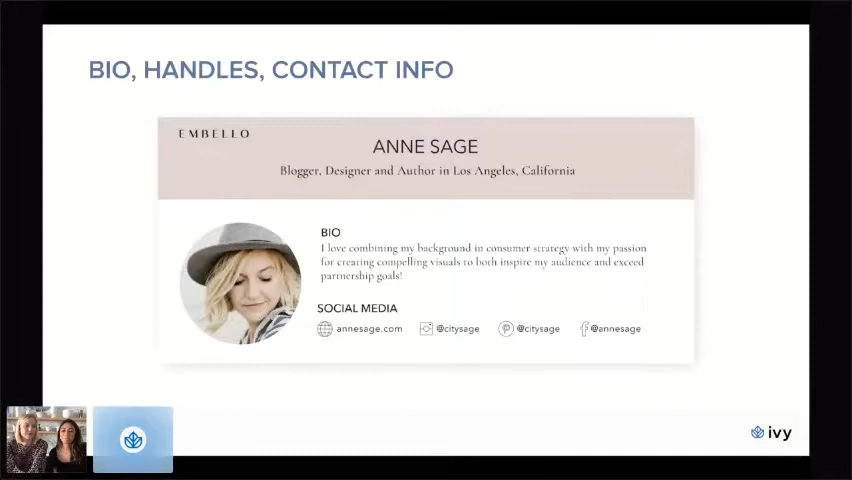 BIO, HANDLES, CONTACT INFO
EMBELLO
ANNE SAGE
Blogger, Designer and Author in Los Angeles, California
BIO
I love combining my background in consumer strategy with my passion
for creating compelling visuals to both inspire my audience and exceed
partnership goals!
SOCIAL MEDIA
annesage.com @citysage @citysage @annesage
ivy